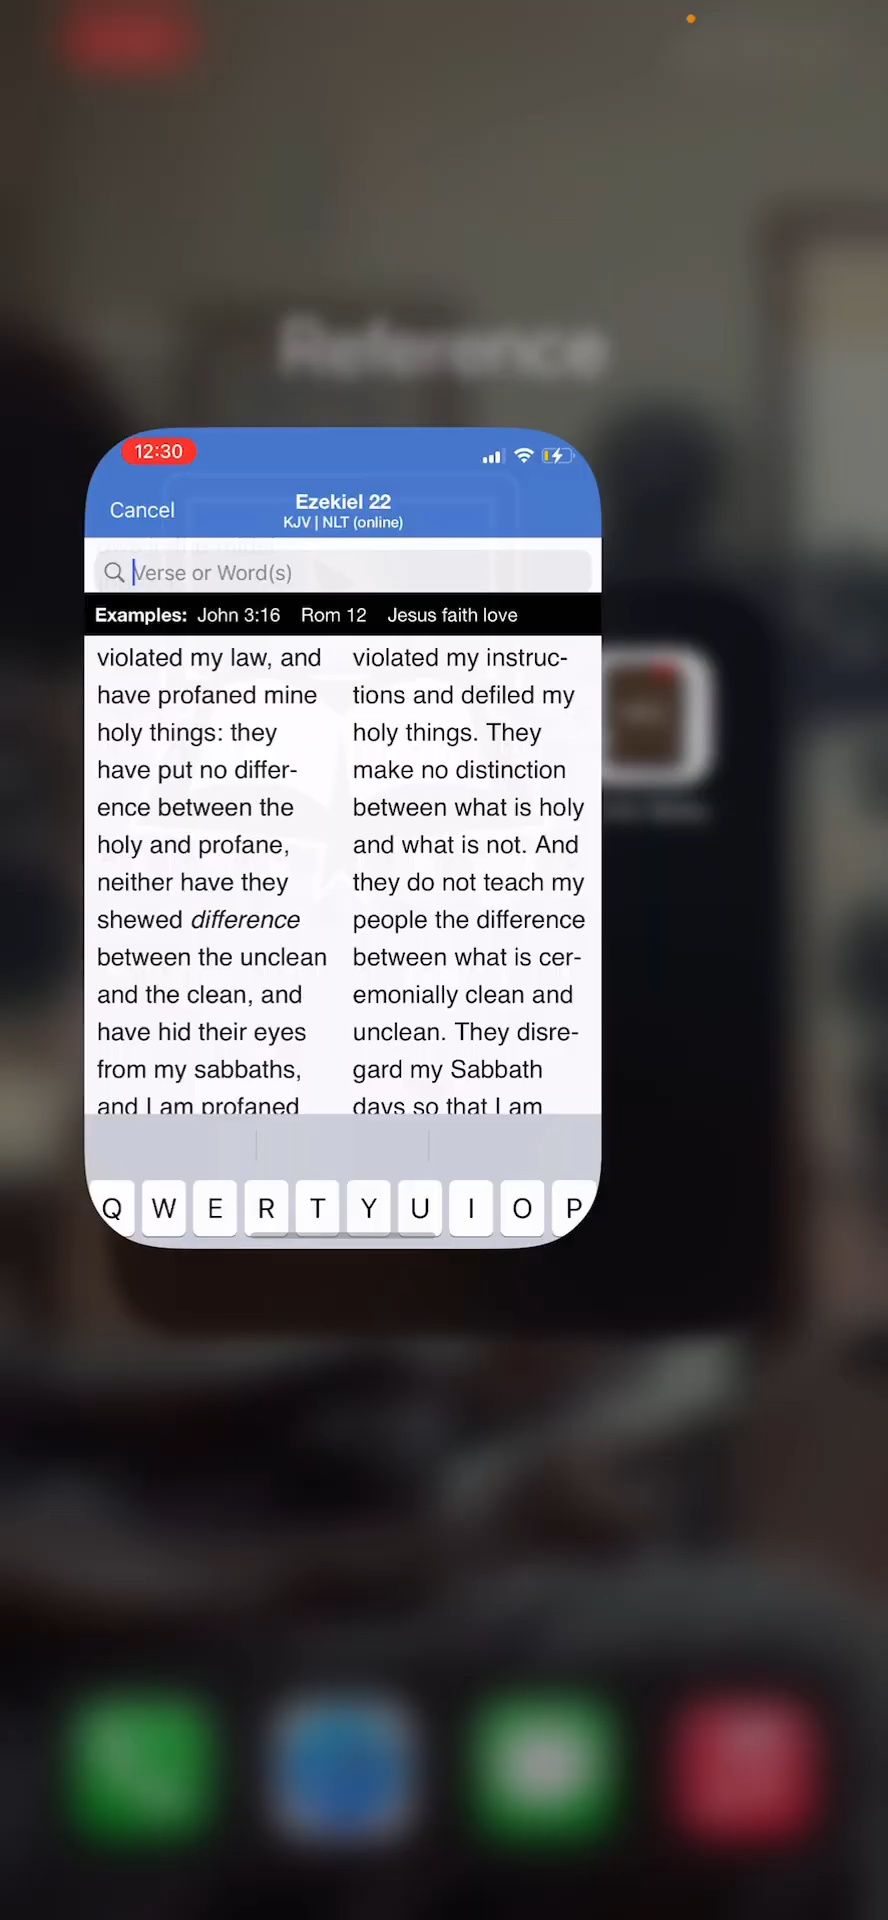 Reference
12:30
Cancel
Ezekiel 22
KJV | NLT (online)
Verse or Word(s)
Examples: John 3:16 Rom 12 Jesus faith love
violated my law, and
have profaned mine
holy things: they
have put no differ-
ence between the
holy and profane,
neither have they
shewed difference
between the unclean
and the clean, and
have hid their eyes
from my sabbaths,
and I am profaned
violated my instruc-
tions and defiled my
holy things. They
make no distinction
between what is holy
and what is not. And
they do not teach my
people the difference
between what is cer-
emonially clean and
unclean. They disre-
gard my Sabbath
days so that I am
Q W E R T Y U I O P